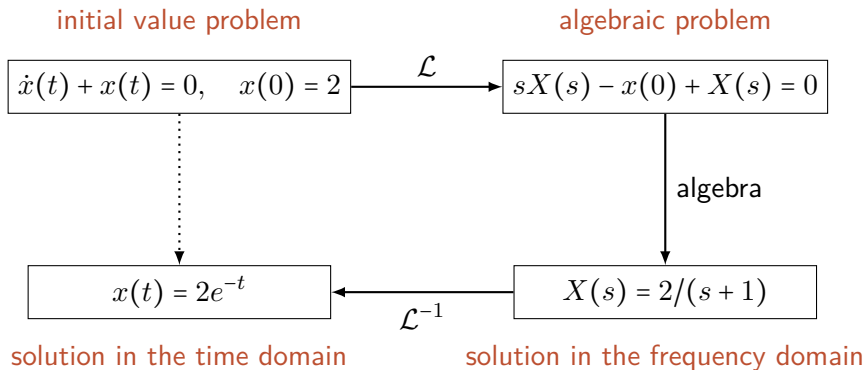 initial value problem
algebraic problem
ẋ(t) + x(t) = 0, x(0) = 2
ℒ
sX(s) − x(0) + X(s) = 0
algebra
x(t) = 2e⁻ᵗ
ℒ⁻¹
X(s) = 2/(s + 1)
solution in the time domain
solution in the frequency domain